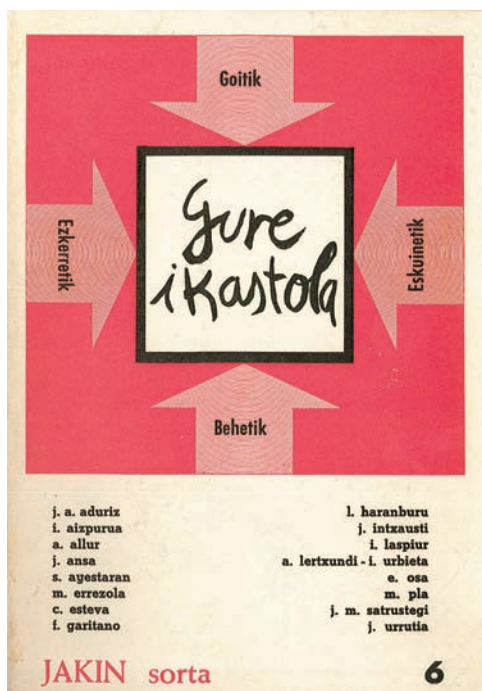 Goitik
Ezkerretik
Gure
ikastola
Eskuinetik
Behetik
j. a. aduriz
i. aizpurua
a. allur
j. ansa
s. ayestaran
m. errezola
c. esteva
f. garitano
l. haranburu
j. intxausti
i. laspiur
a. lertxundi - i. urbieta
e. osa
m. pla
j. m. satrustegi
j. urrutia
JAKIN sorta
6